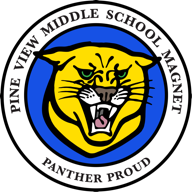 PINE VIEW MIDDLE SCHOOL MAGNET
PANTHER PROUD